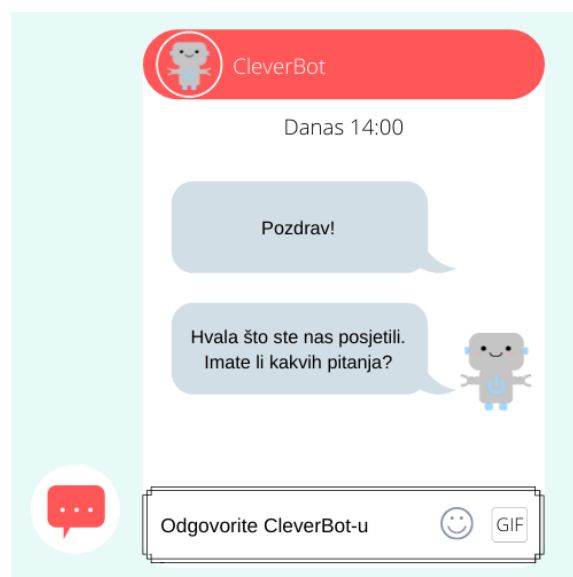 CleverBot
Danas 14:00
Pozdrav!
Hvala što ste nas posjetili.
Imate li kakvih pitanja?
Odgovorite CleverBot-u
GIF